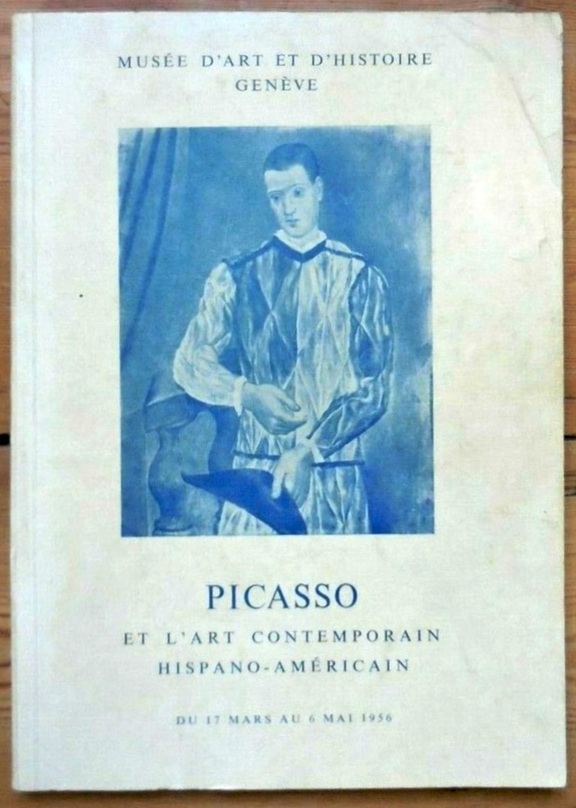 MUSÉE D'ART ET D'HISTOIRE
GENÈVE
PICASSO
ET L'ART CONTEMPORAIN
HISPANO-AMÉRICAIN
DU 17 MARS AU 6 MAI 1956